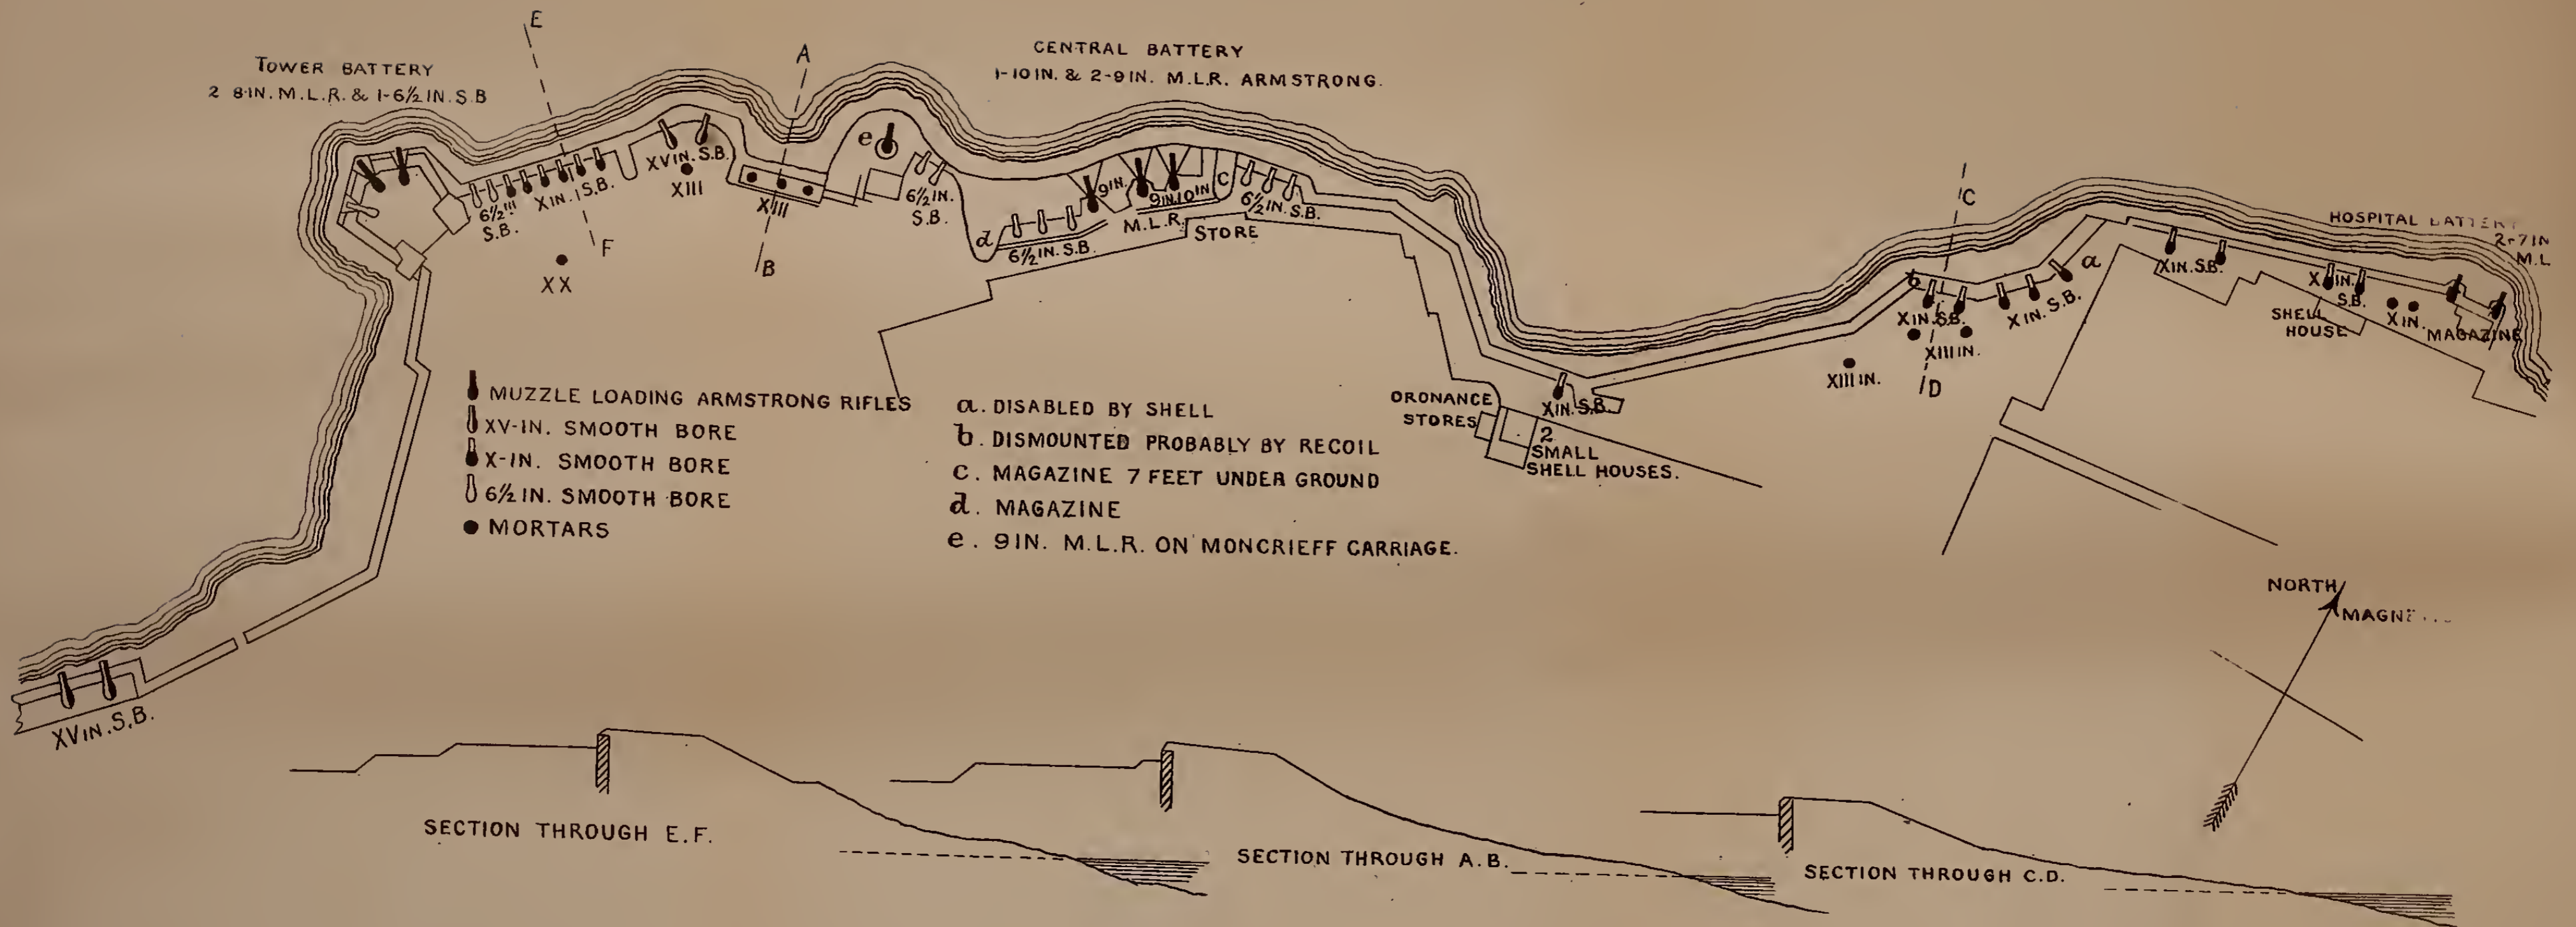 E
TOWER BATTERY
2 8-IN. M.L.R. & 1-6½ IN. S.B
A
CENTRAL BATTERY
1-10 IN. & 2-9 IN. M.L.R. ARMSTRONG.
e
XV IN. S.B.
XIII
6½
S.B.
X IN. S.B.
F
XX
XIII
B
6½ IN.
S.B.
d
6½ IN. S.B.
9 IN.
9 IN. 10 IN
M.L.R.
C
6½ IN. S.B.
STORE
C
b
X IN. S.B.
XIII IN.
XIII IN.
D
X IN. S.B.
a
HOSPITAL BATTERY
2-7 IN
M.L
X IN. S.B.
X IN.
S.B.
SHELL
HOUSE
X IN.
MAGAZINE
ORONANCE
STORES
X IN. S.B.
2
SMALL
SHELL HOUSES.
MUZZLE LOADING ARMSTRONG RIFLES
XV-IN. SMOOTH BORE
X-IN. SMOOTH BORE
6½ IN. SMOOTH BORE
MORTARS
a. DISABLED BY SHELL
b. DISMOUNTED PROBABLY BY RECOIL
c. MAGAZINE 7 FEET UNDER GROUND
d. MAGAZINE
e. 9 IN. M.L.R. ON MONCRIEFF CARRIAGE.
NORTH
XV IN. S.B.
SECTION THROUGH E.F.
SECTION THROUGH A.B.
SECTION THROUGH C.D.